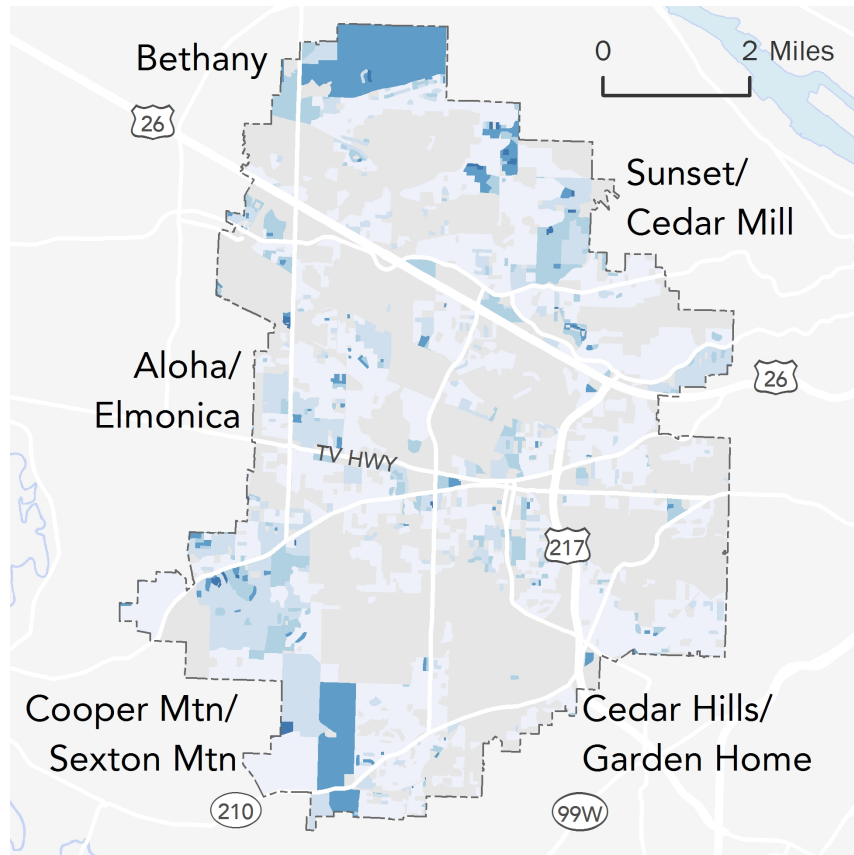 Bethany
0 2 Miles
26
Sunset/
Cedar Mill
Aloha/
Elmonica
26
TV HWY
217
Cooper Mtn/
Sexton Mtn
Cedar Hills/
Garden Home
210
99W